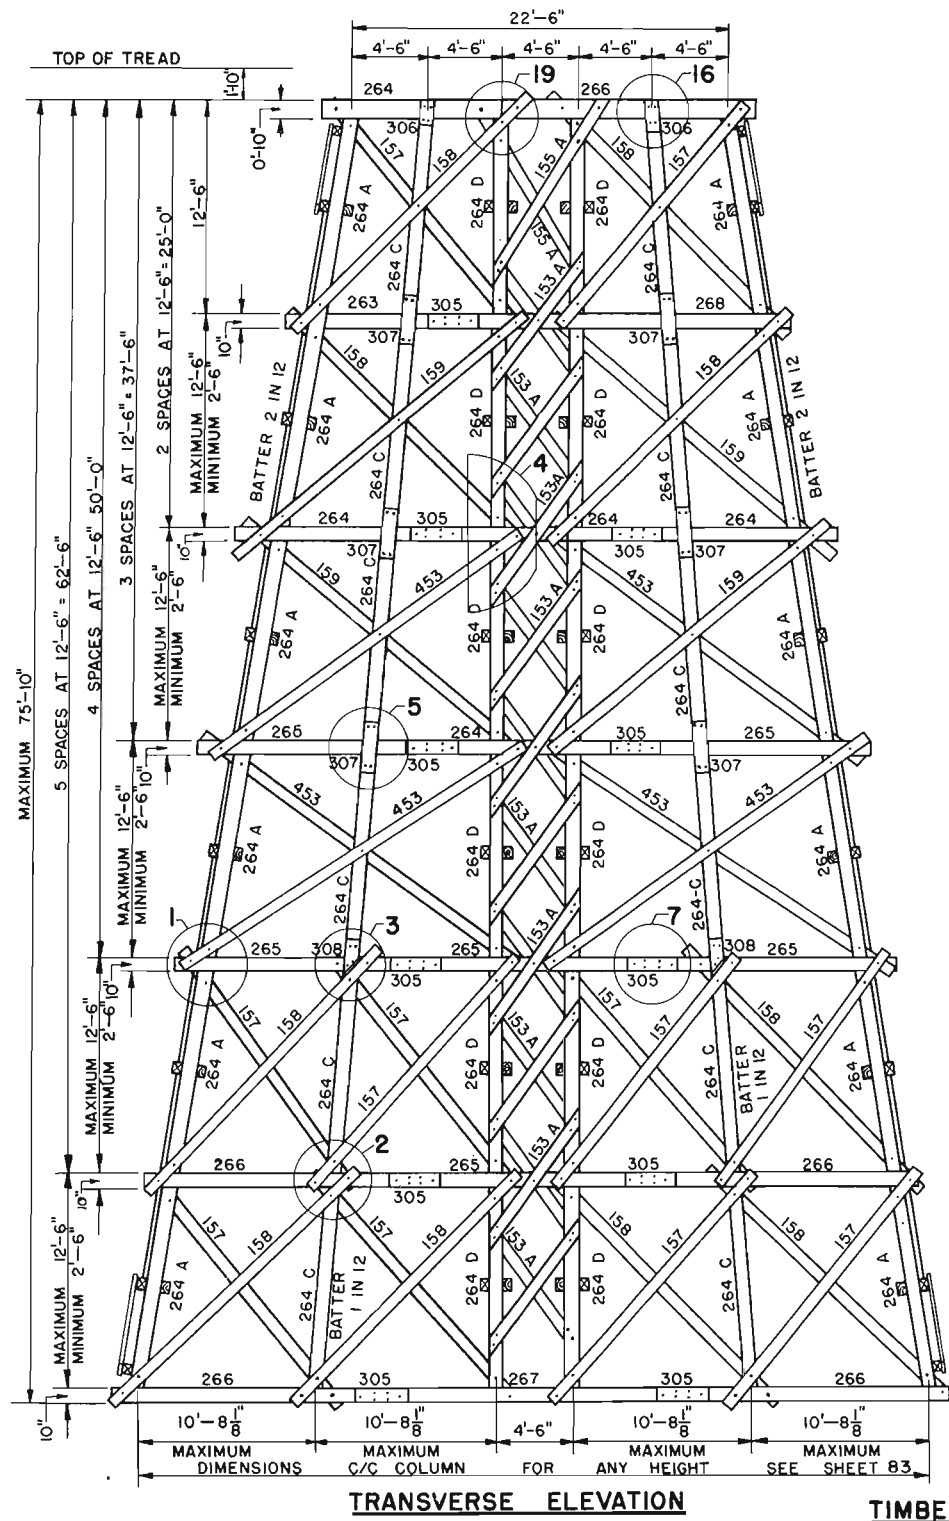 22'-6"
4'-6" 4'-6" 4'-6" 4'-6" 4'-6"
TOP OF TREAD
1'-10"
19 16
264 266
306 306
0'-10"
157 158 155 A 158 157
264 A 264 D 264 D 264 A
12'-6"
155 A
264 C 264 C
153 A
263 305 268
10"
307 307
158 159 153 A 158
BATTER 2 IN 12
BATTER 2 IN 12
264 A 264 D 264 D 264 A
159
MAXIMUM 12'-6"
MINIMUM 2'-6"
2 SPACES AT 12'-6" = 25'-0"
3 SPACES AT 12'-6" = 37'-6"
4 SPACES AT 12'-6" 50'-0"
5 SPACES AT 12'-6" = 62'-6"
MAXIMUM 75'-10"
4
264 C 153A 264 C
264 305 264 264
10"
307 305 307
159 264 C 453 153 A 453 159
264 A 264 D 264 D 264 A
MAXIMUM 12'-6"
MINIMUM 2'-6"
264 C
5
265 264 305 265
10"
307 305 307
453 453 153 A 453 453
264 A 264 D 264 D 264 A
MAXIMUM 12'-6"
MINIMUM 2'-6"
264 C 264-C
1 3 7
153 A
265 308 265 308 265
10"
305 305
157 158 157 153 A 157 157 158 157
264 A 264 D 264 D 264 A
MAXIMUM 12'-6"
MINIMUM 2'-6"
264 C 157 264 C
BATTER
1 IN 12
2
153 A
266 265 305 266
10"
305
157 158 157 158 153 A 158 157 158 157
264 A 264 D 264 D 264 A
MAXIMUM 12'-6"
MINIMUM 2'-6"
264 C 264 C
BATTER
1 IN 12
266 305 267 305 266
10"
10'-8 1/8" 10'-8 1/8" 4'-6" 10'-8 1/8" 10'-8 1/8"
MAXIMUM MAXIMUM MAXIMUM MAXIMUM
DIMENSIONS C/C COLUMN FOR ANY HEIGHT SEE SHEET 83
TRANSVERSE ELEVATION
TIMBE